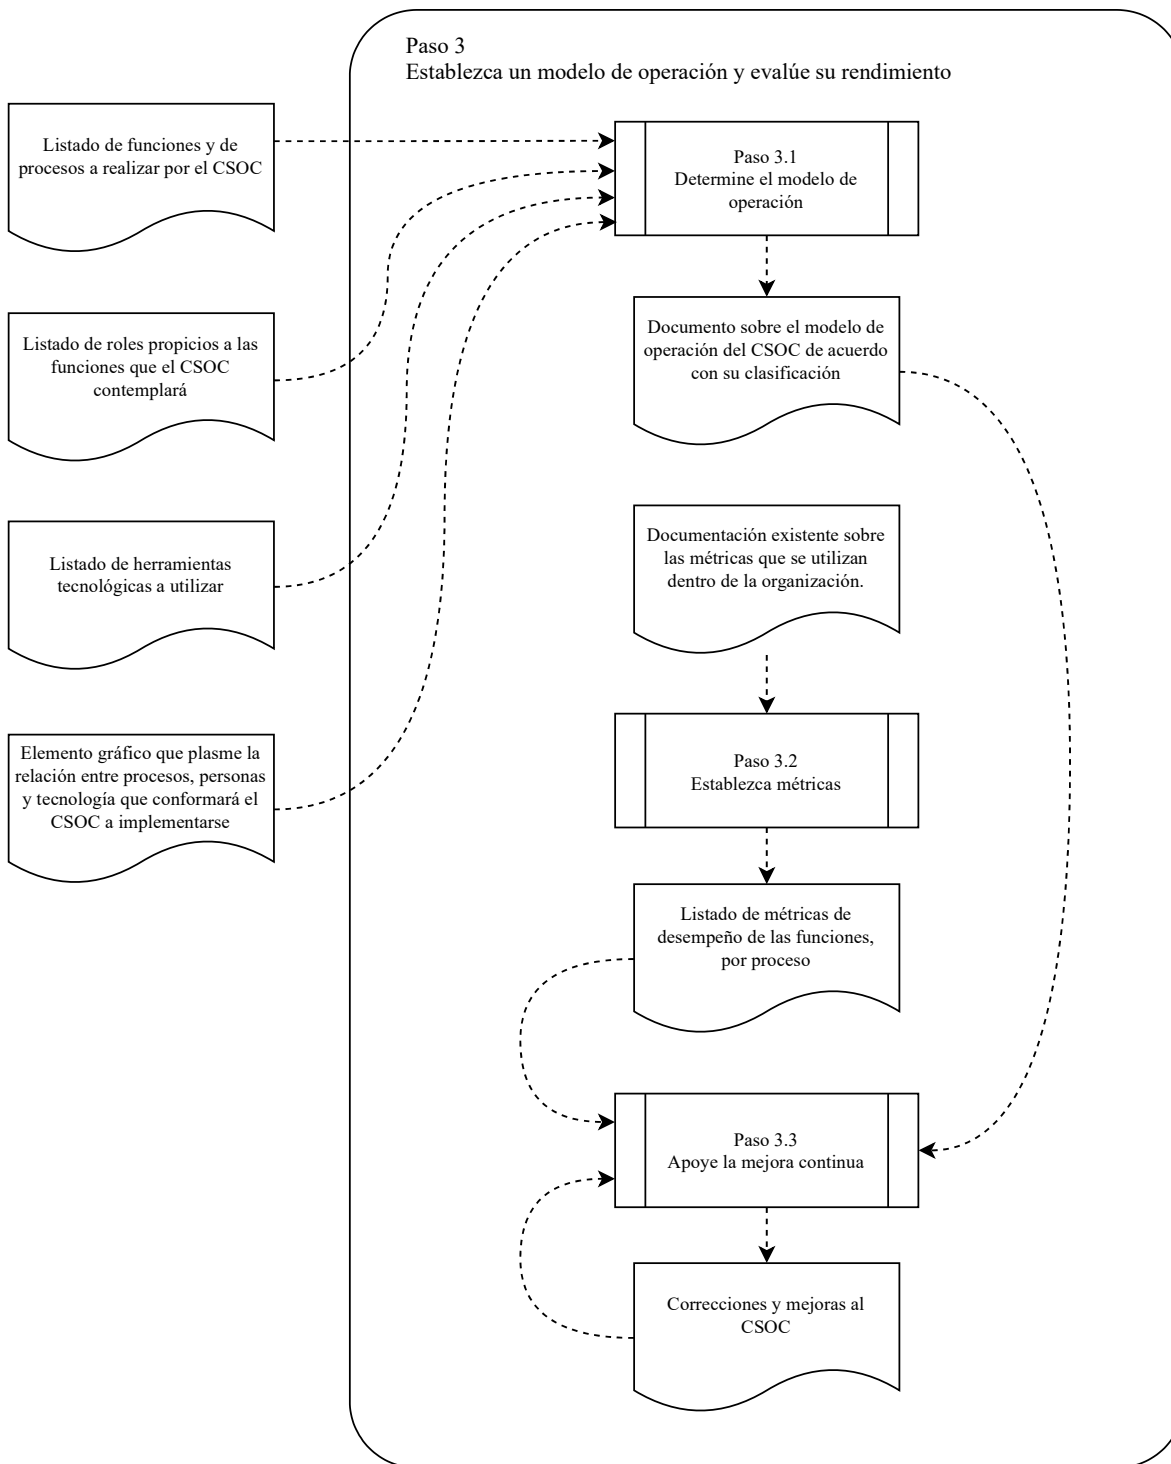 Paso 3
Establezca un modelo de operación y evalúe su rendimiento
Listado de funciones y de
procesos a realizar por el CSOC
Paso 3.1
Determine el modelo de
operación
Listado de roles propicios a las
funciones que el CSOC
contemplará
Documento sobre el modelo de
operación del CSOC de acuerdo
con su clasificación
Listado de herramientas
tecnológicas a utilizar
Documentación existente sobre
las métricas que se utilizan
dentro de la organización.
Elemento gráfico que plasme la
relación entre procesos, personas
y tecnología que conformará el
CSOC a implementarse
Paso 3.2
Establezca métricas
Listado de métricas de
desempeño de las funciones,
por proceso
Paso 3.3
Apoye la mejora continua
Correcciones y mejoras al
CSOC